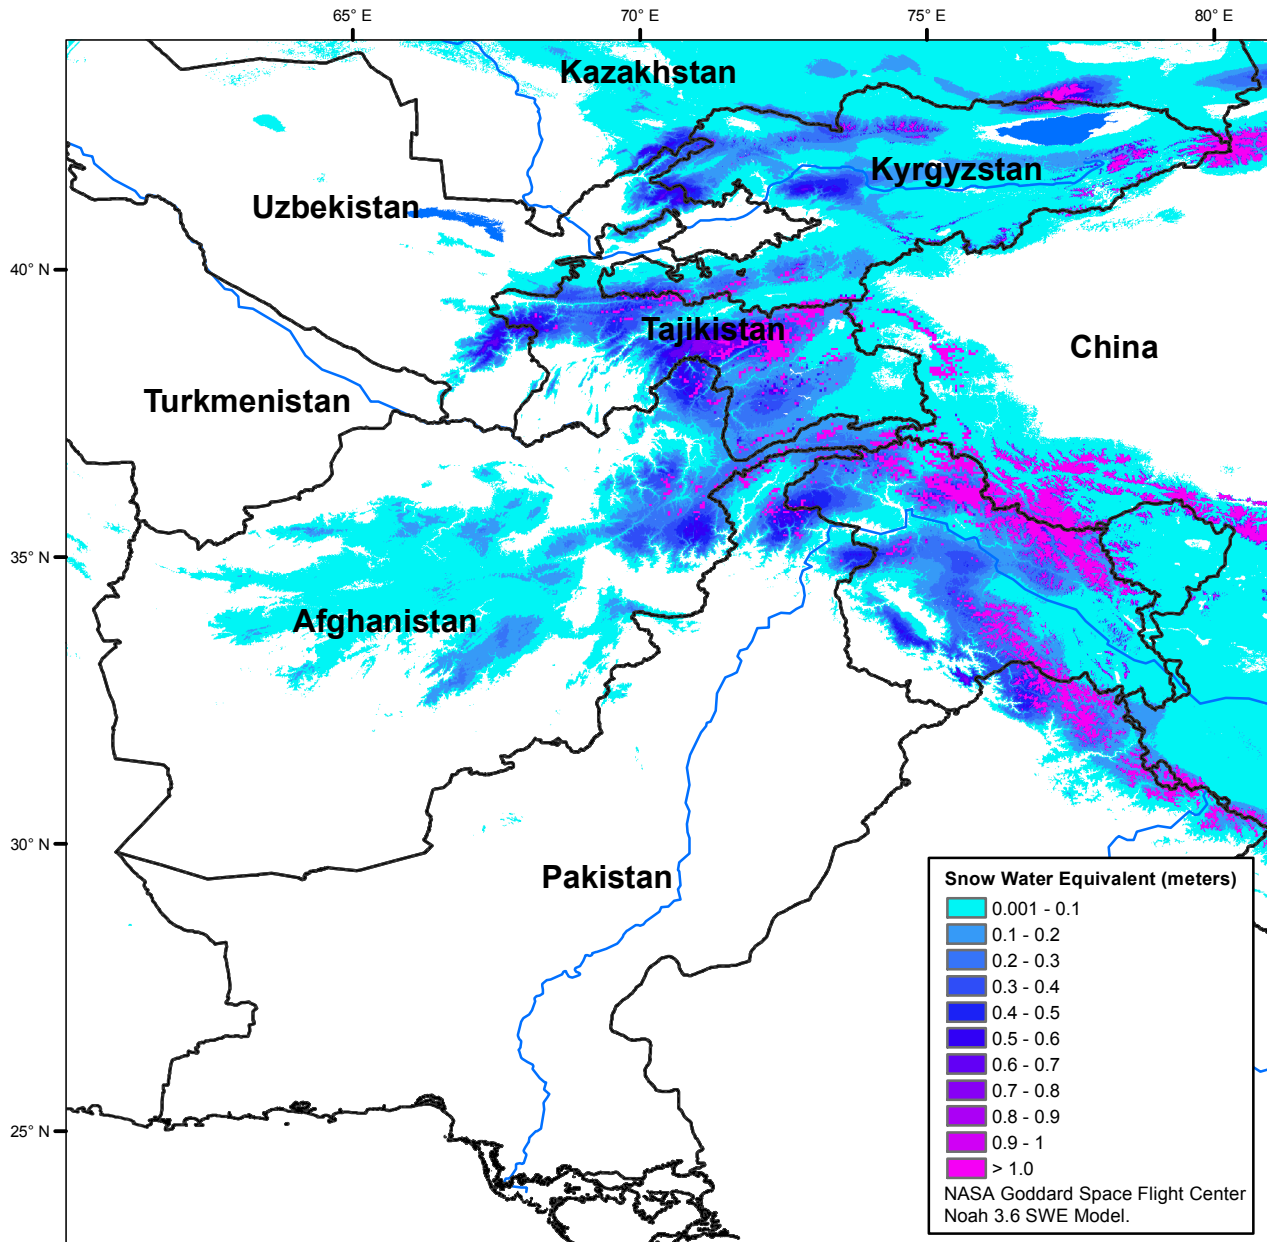 65° E
70° E
75° E
80° E
Kazakhstan
Kyrgyzstan
Uzbekistan
40° N
Tajikistan
China
Turkmenistan
35° N
Afghanistan
30° N
Pakistan
25° N
Snow Water Equivalent (meters)
0.001 - 0.1
0.1 - 0.2
0.2 - 0.3
0.3 - 0.4
0.4 - 0.5
0.5 - 0.6
0.6 - 0.7
0.7 - 0.8
0.8 - 0.9
0.9 - 1
> 1.0
NASA Goddard Space Flight Center
Noah 3.6 SWE Model.